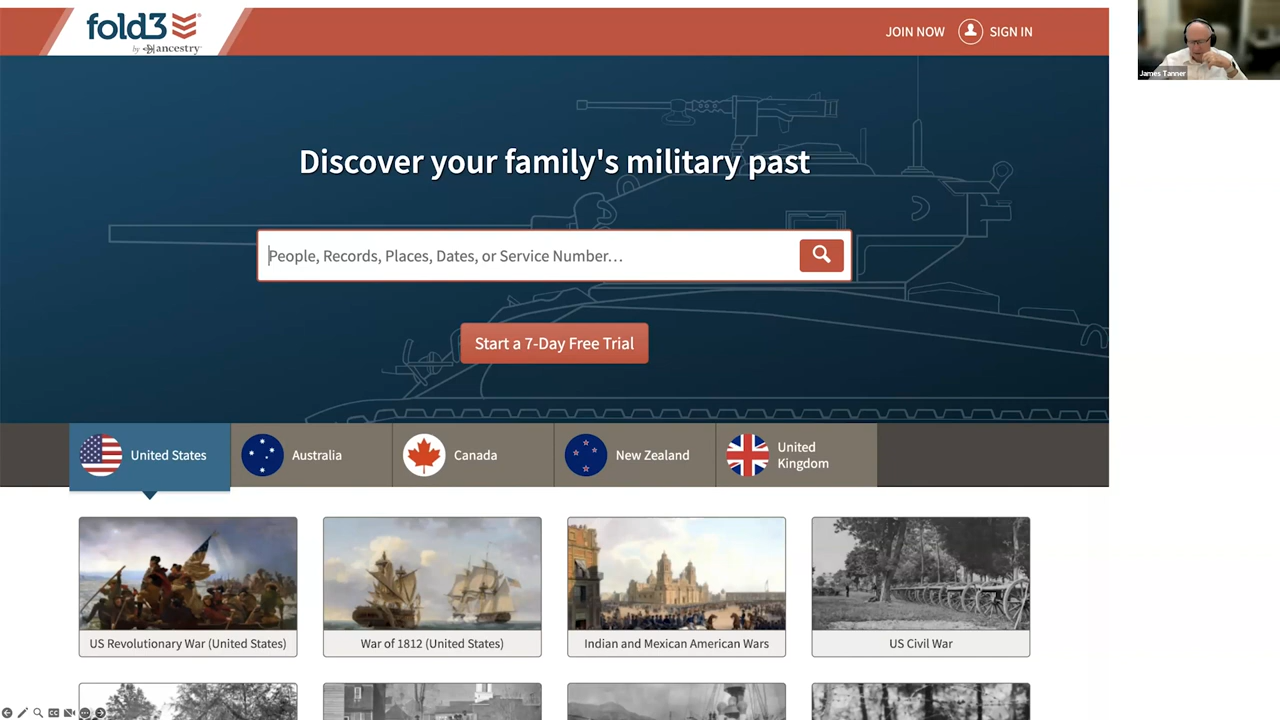 fold3
by ancestry
JOIN NOW
SIGN IN
James Tanner
Discover your family's military past
People, Records, Places, Dates, or Service Number...
Start a 7-Day Free Trial
United States
Australia
Canada
New Zealand
United
Kingdom
US Revolutionary War (United States)
War of 1812 (United States)
Indian and Mexican American Wars
US Civil War
CC